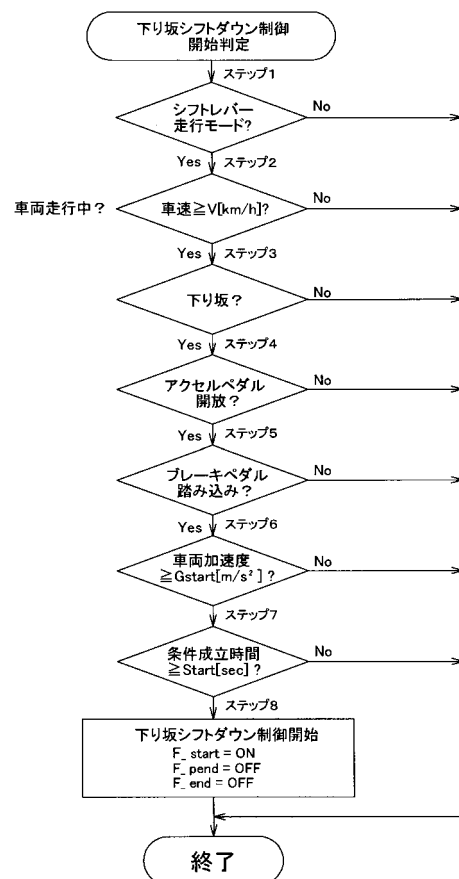 下り坂シフトダウン制御
開始判定
ステップ1
シフトレバー
走行モード?
No
Yes ステップ2
車両走行中？
車速≧V[km/h]?
No
Yes ステップ3
下り坂？
No
Yes ステップ4
アクセルペダル
開放？
No
Yes ステップ5
ブレーキペダル
踏み込み？
No
Yes ステップ6
車両加速度
≧Gstart[m/s²]?
No
Yes ステップ7
条件成立時間
≧Start[sec]?
No
ステップ8
下り坂シフトダウン制御開始
F_ start = ON
F_ pend = OFF
F_ end = OFF
終了